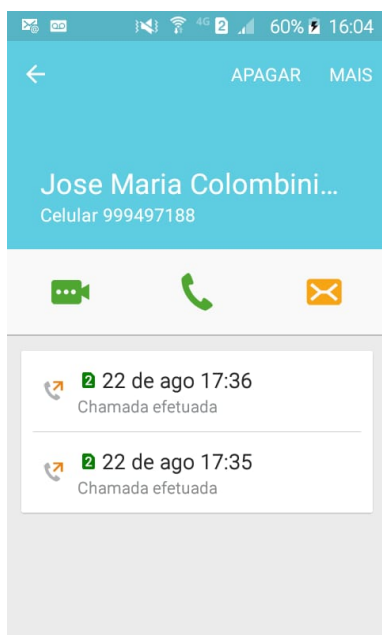 4G 2 60% 16:04
APAGAR MAIS
Jose Maria Colombini...
Celular 999497188
2 22 de ago 17:36
Chamada efetuada
2 22 de ago 17:35
Chamada efetuada